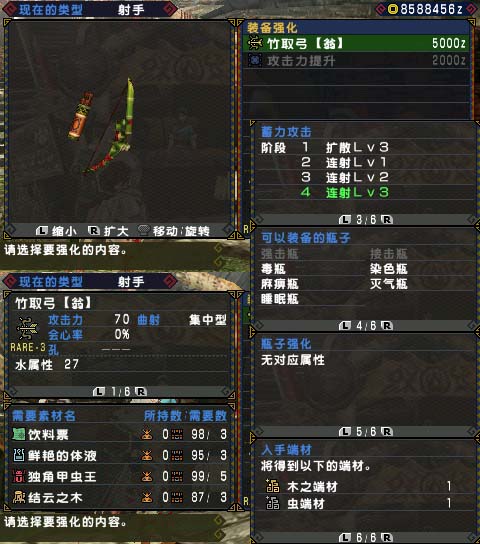 现在的类型 射手
8588456z
装备强化
竹取弓【翁】 5000z
攻击力提升 2000z
L 缩小 R 扩大 移动/旋转
请选择要强化的内容。
蓄力攻击
阶段 1 扩散Lv3
2 连射Lv1
3 连射Lv2
4 连射Lv3
L 3/6 R
可以装备的瓶子
强击瓶 接击瓶
毒瓶 染色瓶
麻痹瓶 灭气瓶
睡眠瓶
L 4/6 R
瓶子强化
无对应属性
L 5/6 R
入手端材
将得到以下的端材。
木之端材 1
虫端材 1
L 6/6 R
现在的类型 射手
竹取弓【翁】
攻击力 70 曲射 集中型
会心率 0%
RARE-3 孔 ---
水属性 27
L 1/6 R
需要素材名 所持数/需要数
饮料票 0 98/ 3
鲜艳的体液 0 95/ 3
独角甲虫王 0 99/ 5
结云之木 0 87/ 3
请选择要强化的内容。